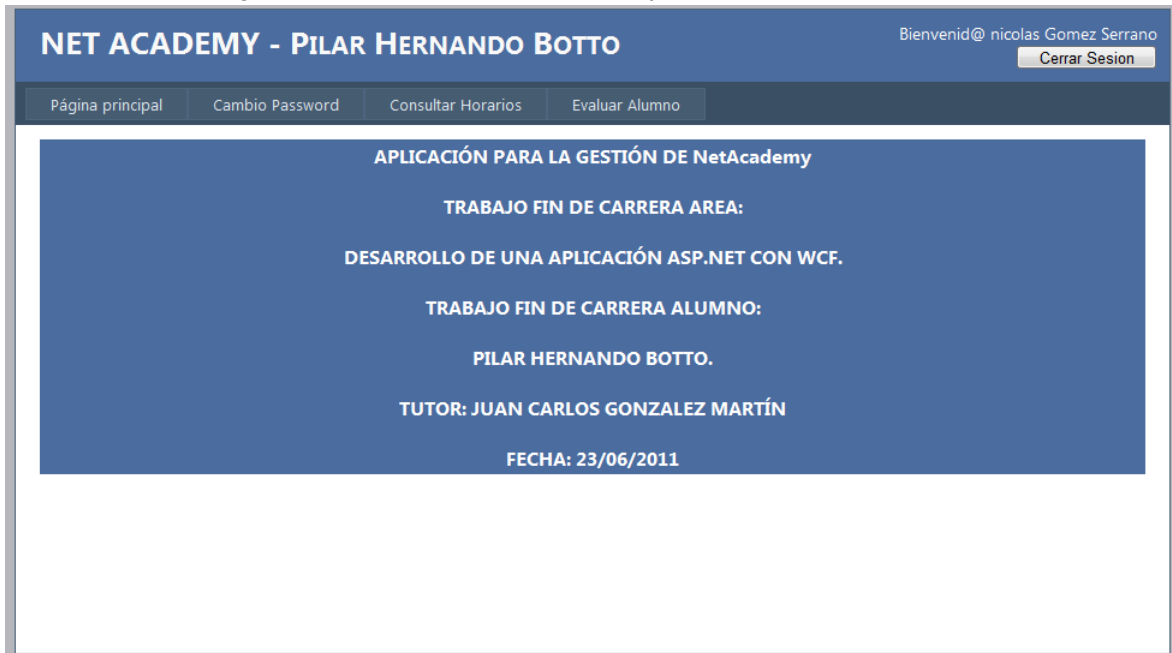 NET ACADEMY - PILAR HERNANDO BOTTO
Bienvenid@ nicolas Gomez Serrano
Cerrar Sesion
Página principal Cambio Password Consultar Horarios Evaluar Alumno
APLICACIÓN PARA LA GESTIÓN DE NetAcademy
TRABAJO FIN DE CARRERA AREA:
DESARROLLO DE UNA APLICACIÓN ASP.NET CON WCF.
TRABAJO FIN DE CARRERA ALUMNO:
PILAR HERNANDO BOTTO.
TUTOR: JUAN CARLOS GONZALEZ MARTÍN
FECHA: 23/06/2011